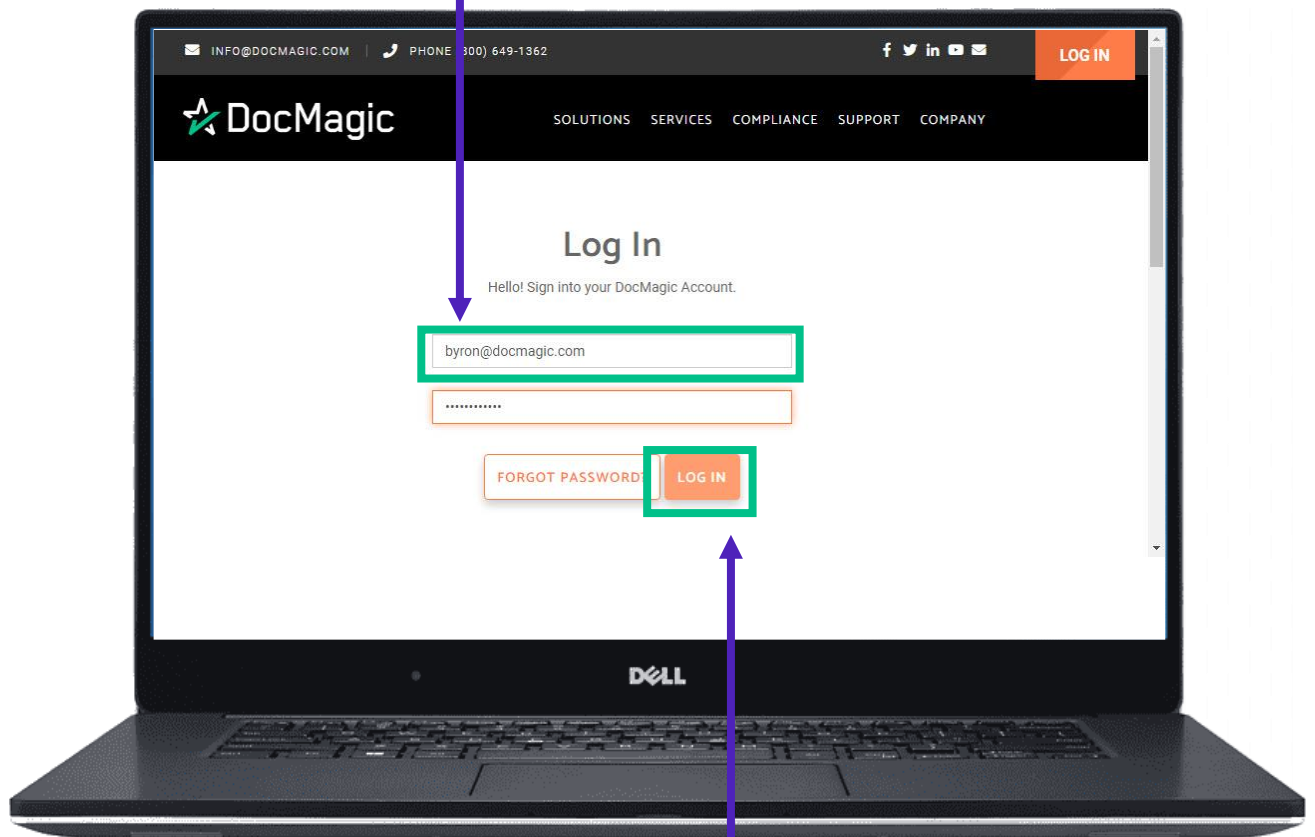 INFO@DOCMAGIC.COM | PHONE (800) 649-1362
LOG IN
DocMagic
SOLUTIONS SERVICES COMPLIANCE SUPPORT COMPANY
Log In
Hello! Sign into your DocMagic Account.
byron@docmagic.com
••••••••••••
FORGOT PASSWORD?
LOG IN
DELL